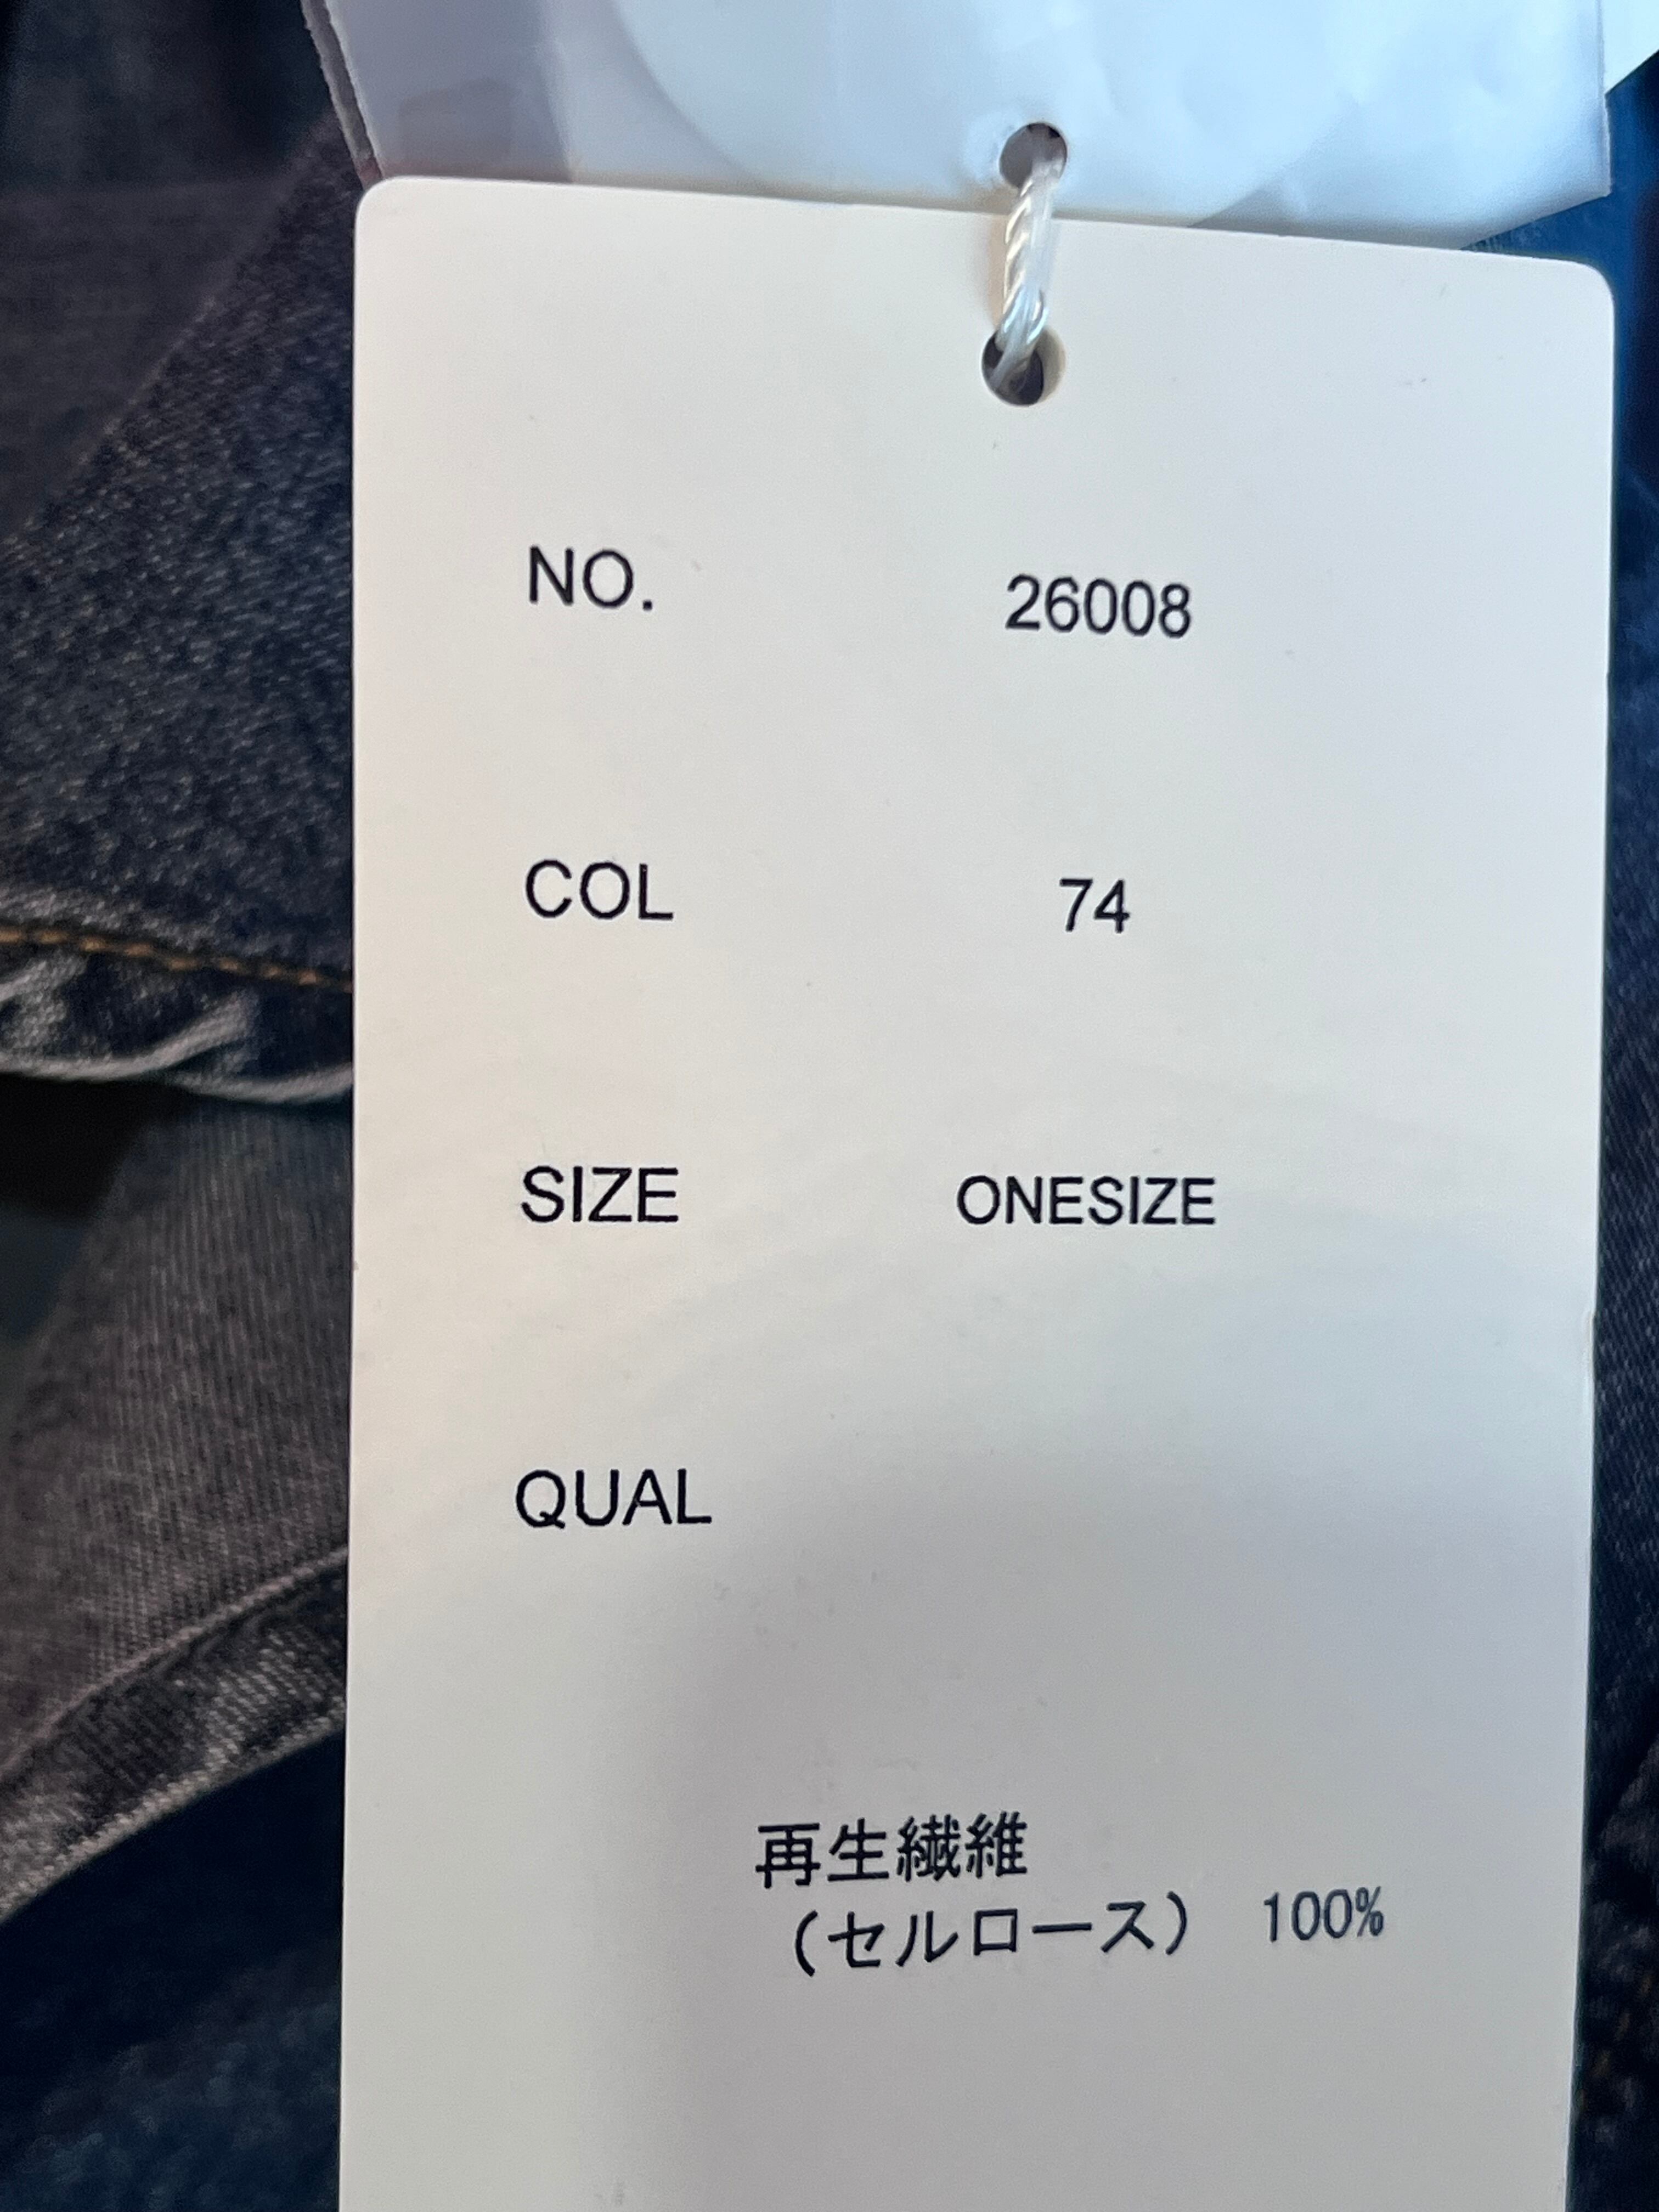 NO. 26008
COL 74
SIZE ONESIZE
QUAL
再生繊維
（セルロース） 100%